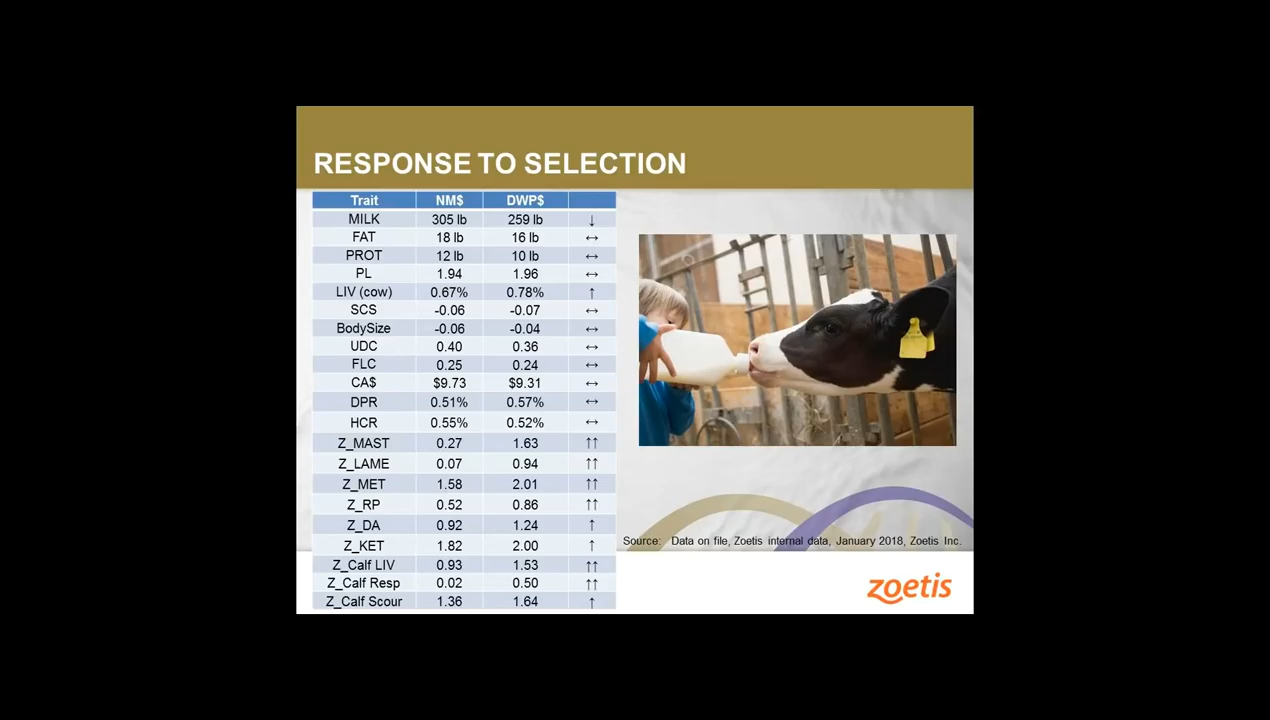 RESPONSE TO SELECTION
Trait NM$ DWP$
MILK 305 lb 259 lb ↓
FAT 18 lb 16 lb ↔
PROT 12 lb 10 lb ↔
PL 1.94 1.96 ↔
LIV (cow) 0.67% 0.78% ↑
SCS -0.06 -0.07 ↔
BodySize -0.06 -0.04 ↔
UDC 0.40 0.36 ↔
FLC 0.25 0.24 ↔
CA$ $9.73 $9.31 ↔
DPR 0.51% 0.57% ↔
HCR 0.55% 0.52% ↔
Z_MAST 0.27 1.63 ↑↑
Z_LAME 0.07 0.94 ↑↑
Z_MET 1.58 2.01 ↑↑
Z_RP 0.52 0.86 ↑↑
Z_DA 0.92 1.24 ↑
Z_KET 1.82 2.00 ↑
Z_Calf LIV 0.93 1.53 ↑↑
Z_Calf Resp 0.02 0.50 ↑↑
Z_Calf Scour 1.36 1.64 ↑
Source: Data on file, Zoetis internal data, January 2018, Zoetis Inc.
zoetis